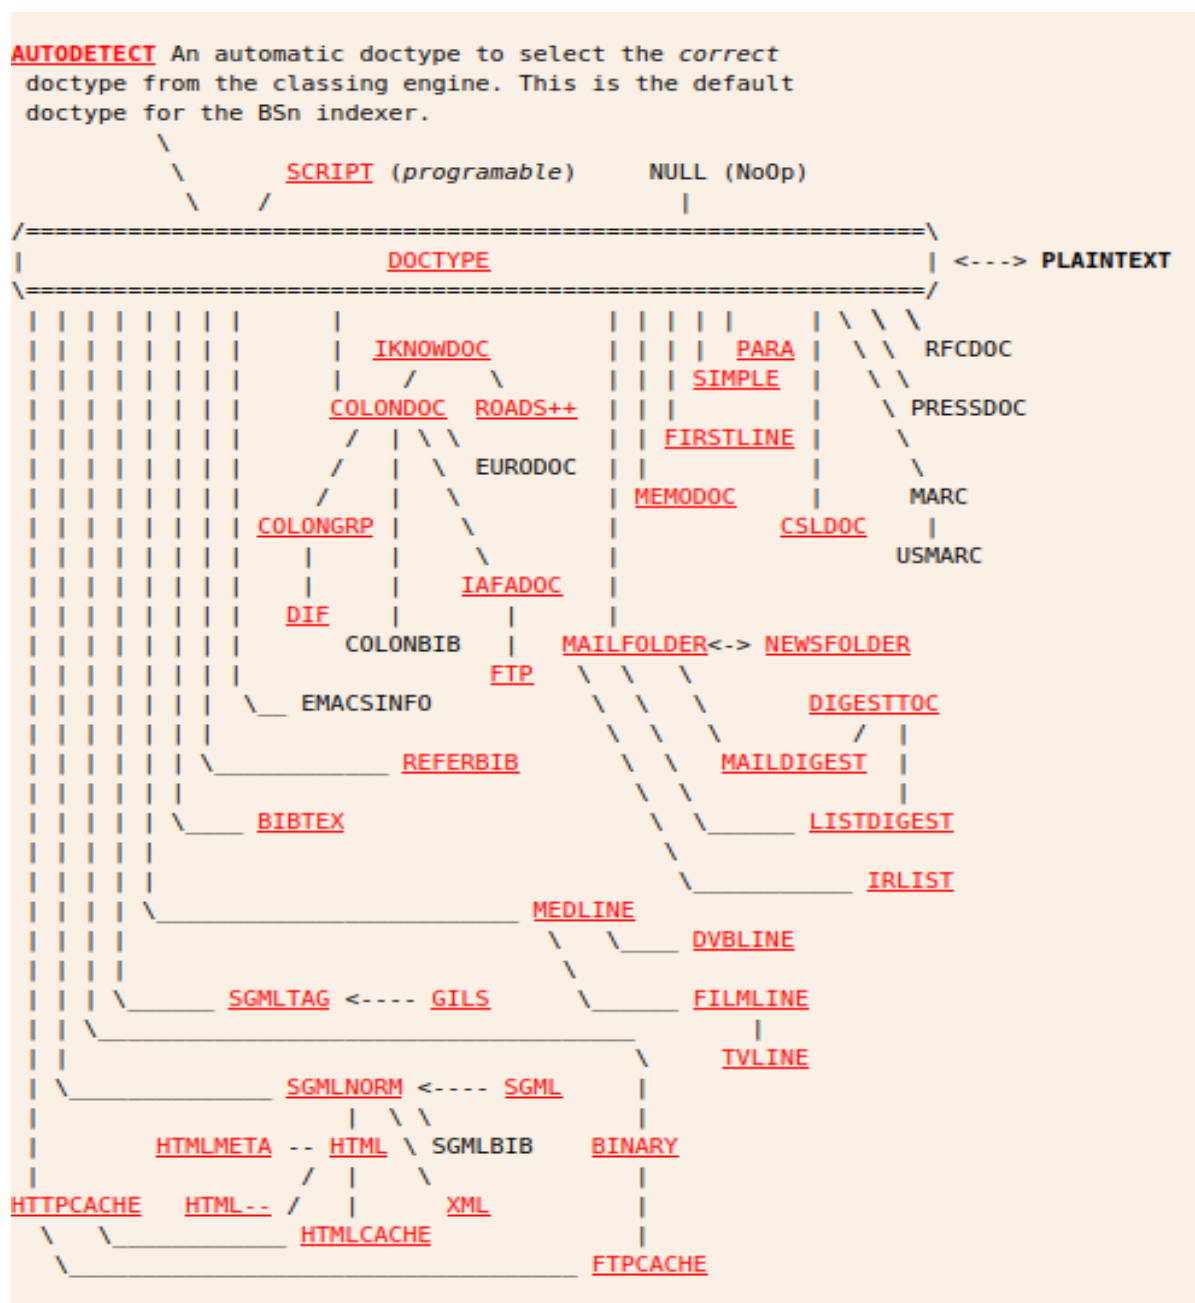 AUTODETECT An automatic doctype to select the correct
doctype from the classing engine. This is the default
doctype for the BSn indexer.
SCRIPT (programable) NULL (NoOp)
DOCTYPE <---> PLAINTEXT
IKNOWDOC PARA RFCDOC
SIMPLE
COLONDOC ROADS++ PRESSDOC
FIRSTLINE
EURODOC
MEMODOC MARC
COLONGRP CSLDOC
USMARC
IAFADOC
DIF
COLONBIB MAILFOLDER<-> NEWSFOLDER
FTP
EMACSINFO DIGESTTOC
REFERBIB MAILDIGEST
BIBTEX LISTDIGEST
IRLIST
MEDLINE
DVBLINE
SGMLTAG <---- GILS FILMLINE
TVLINE
SGMLNORM <---- SGML
HTMLMETA -- HTML SGMLBIB BINARY
HTTPCACHE HTML-- XML
HTMLCACHE
FTPCACHE